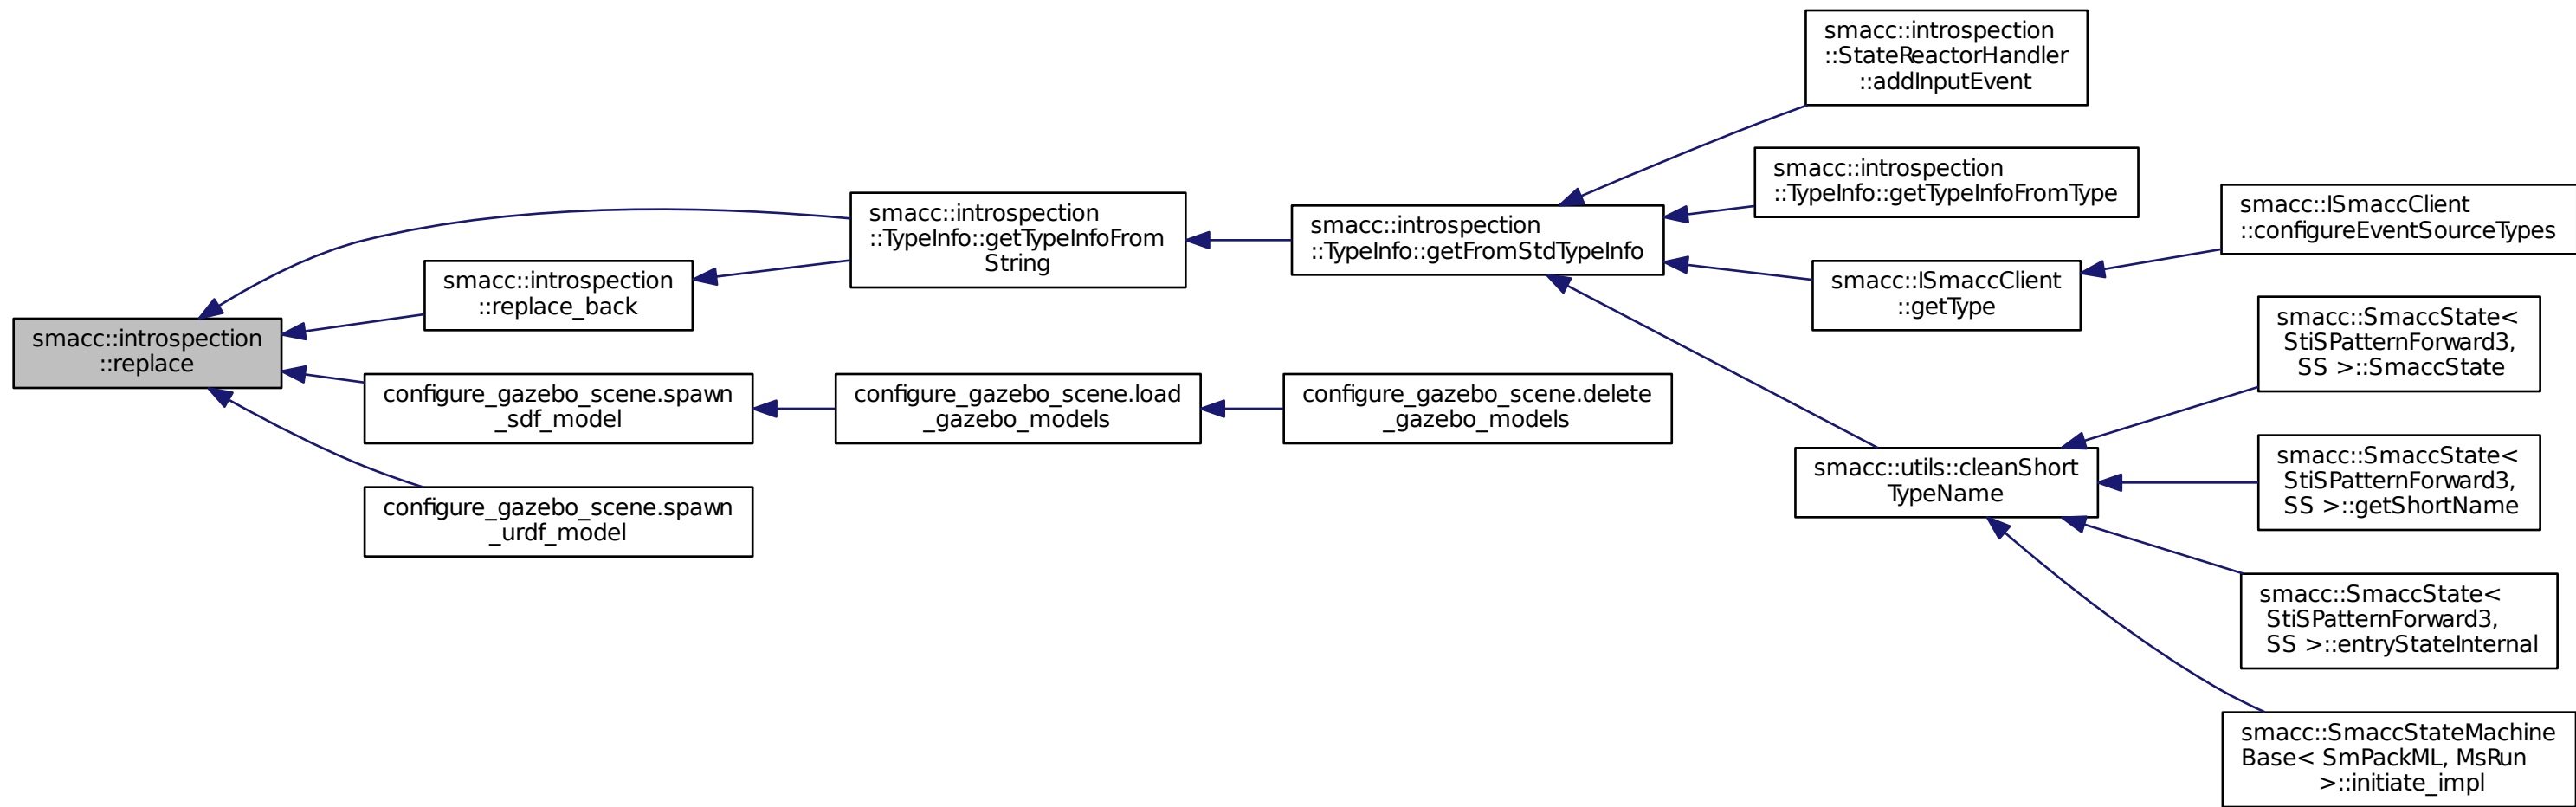 smacc::introspection
::replace
smacc::introspection
::replace_back
configure_gazebo_scene.spawn
_sdf_model
configure_gazebo_scene.spawn
_urdf_model
smacc::introspection
::TypeInfo::getTypeInfoFrom
String
configure_gazebo_scene.load
_gazebo_models
smacc::introspection
::TypeInfo::getFromStdTypeInfo
configure_gazebo_scene.delete
_gazebo_models
smacc::introspection
::StateReactorHandler
::addInputEvent
smacc::introspection
::TypeInfo::getTypeInfoFromType
smacc::ISmaccClient
::getType
smacc::utils::cleanShort
TypeName
smacc::ISmaccClient
::configureEventSourceTypes
smacc::SmaccState<
StiSPatternForward3,
SS >::SmaccState
smacc::SmaccState<
StiSPatternForward3,
SS >::getShortName
smacc::SmaccState<
StiSPatternForward3,
SS >::entryStateInternal
smacc::SmaccStateMachine
Base< SmPackML, MsRun
>::initiate_impl